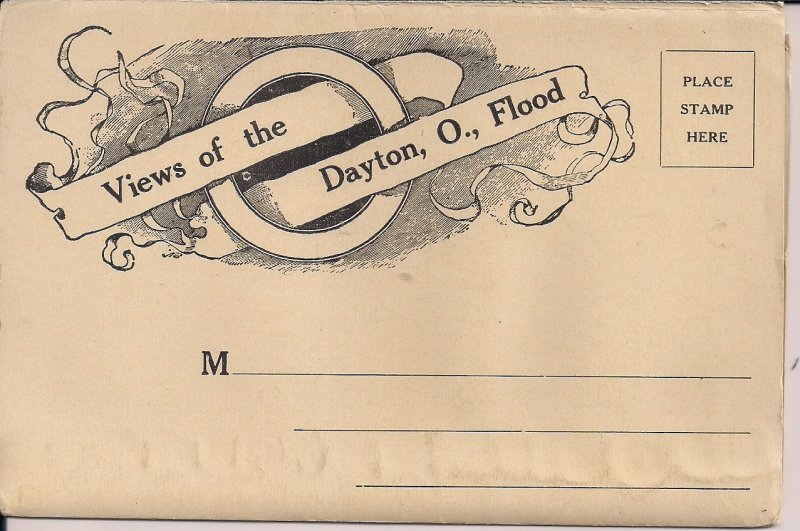 Views of the
Dayton, O., Flood
PLACE
STAMP
HERE
M